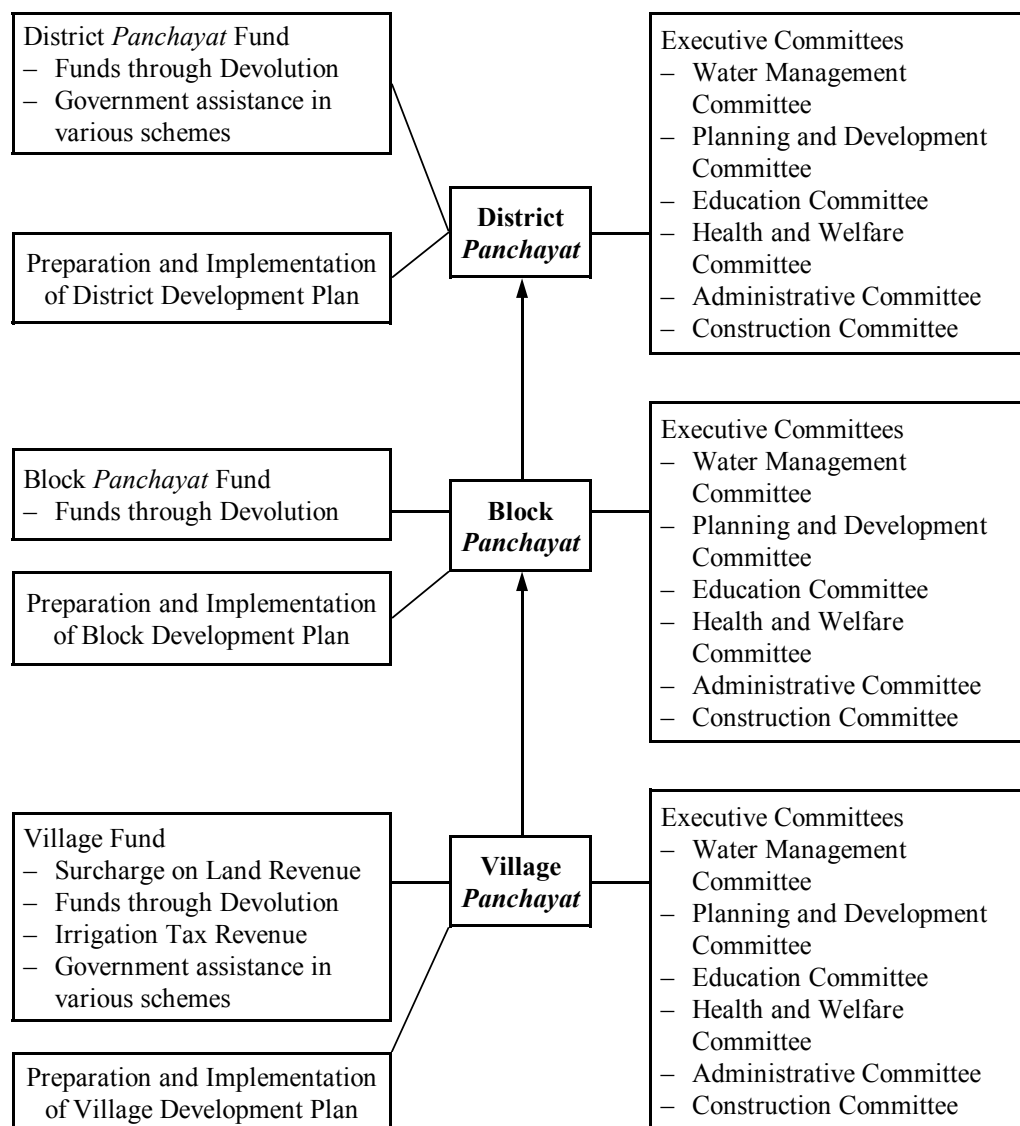 District Panchayat Fund
– Funds through Devolution
– Government assistance in
various schemes
Preparation and Implementation
of District Development Plan
District
Panchayat
Executive Committees
– Water Management
Committee
– Planning and Development
Committee
– Education Committee
– Health and Welfare
Committee
– Administrative Committee
– Construction Committee
Block Panchayat Fund
– Funds through Devolution
Preparation and Implementation
of Block Development Plan
Block
Panchayat
Executive Committees
– Water Management
Committee
– Planning and Development
Committee
– Education Committee
– Health and Welfare
Committee
– Administrative Committee
– Construction Committee
Village Fund
– Surcharge on Land Revenue
– Funds through Devolution
– Irrigation Tax Revenue
– Government assistance in
various schemes
Preparation and Implementation
of Village Development Plan
Village
Panchayat
Executive Committees
– Water Management
Committee
– Planning and Development
Committee
– Education Committee
– Health and Welfare
Committee
– Administrative Committee
– Construction Committee